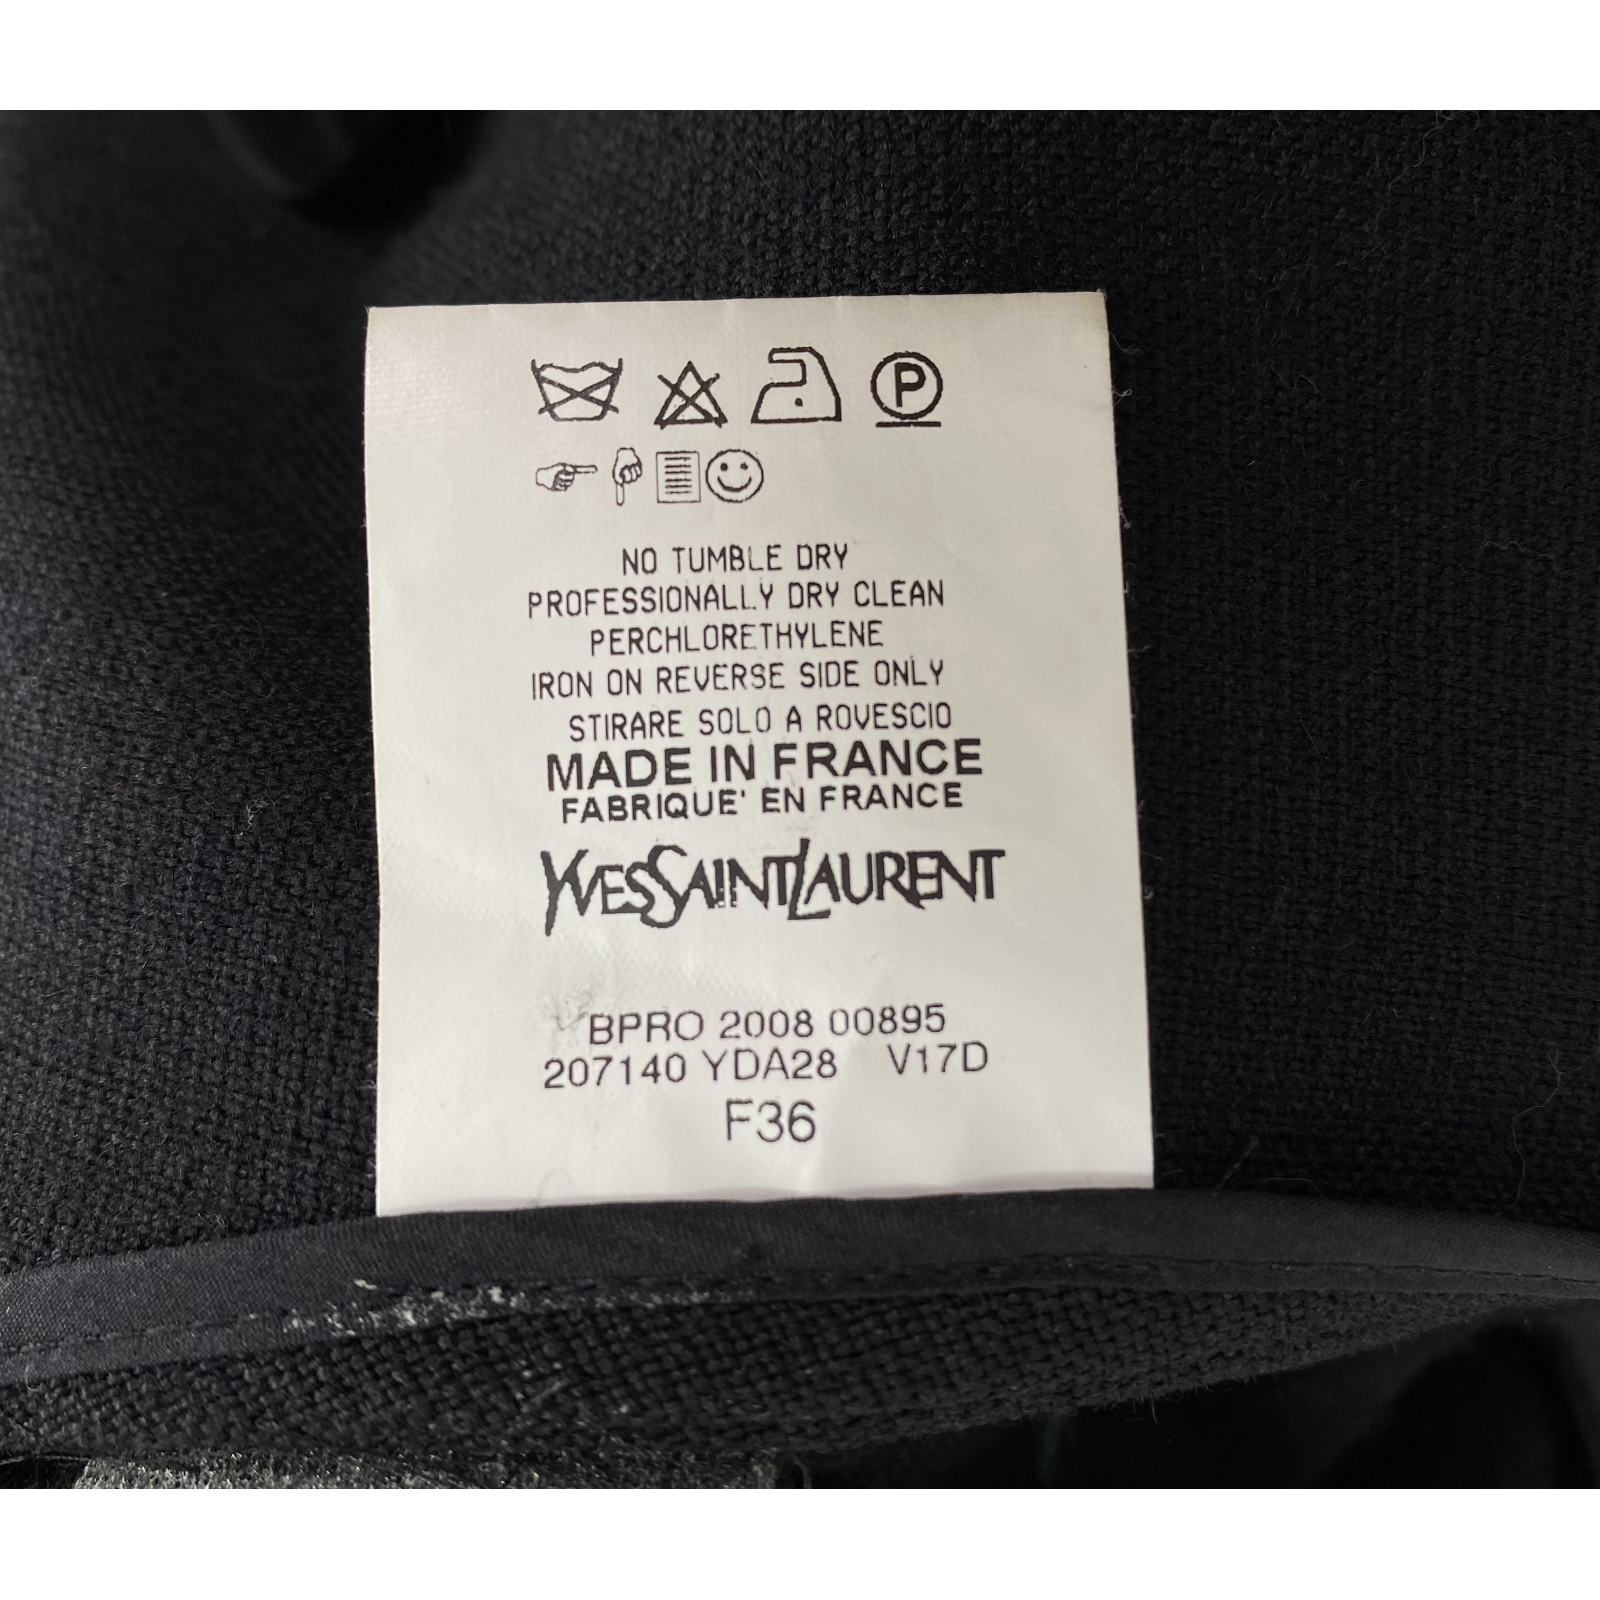 P
NO TUMBLE DRY
PROFESSIONALLY DRY CLEAN
PERCHLORETHYLENE
IRON ON REVERSE SIDE ONLY
STIRARE SOLO A ROVESCIO
MADE IN FRANCE
FABRIQUE' EN FRANCE
YVESSAINTLAURENT
BPRO 2008 00895
207140 YDA28 V17D
F36